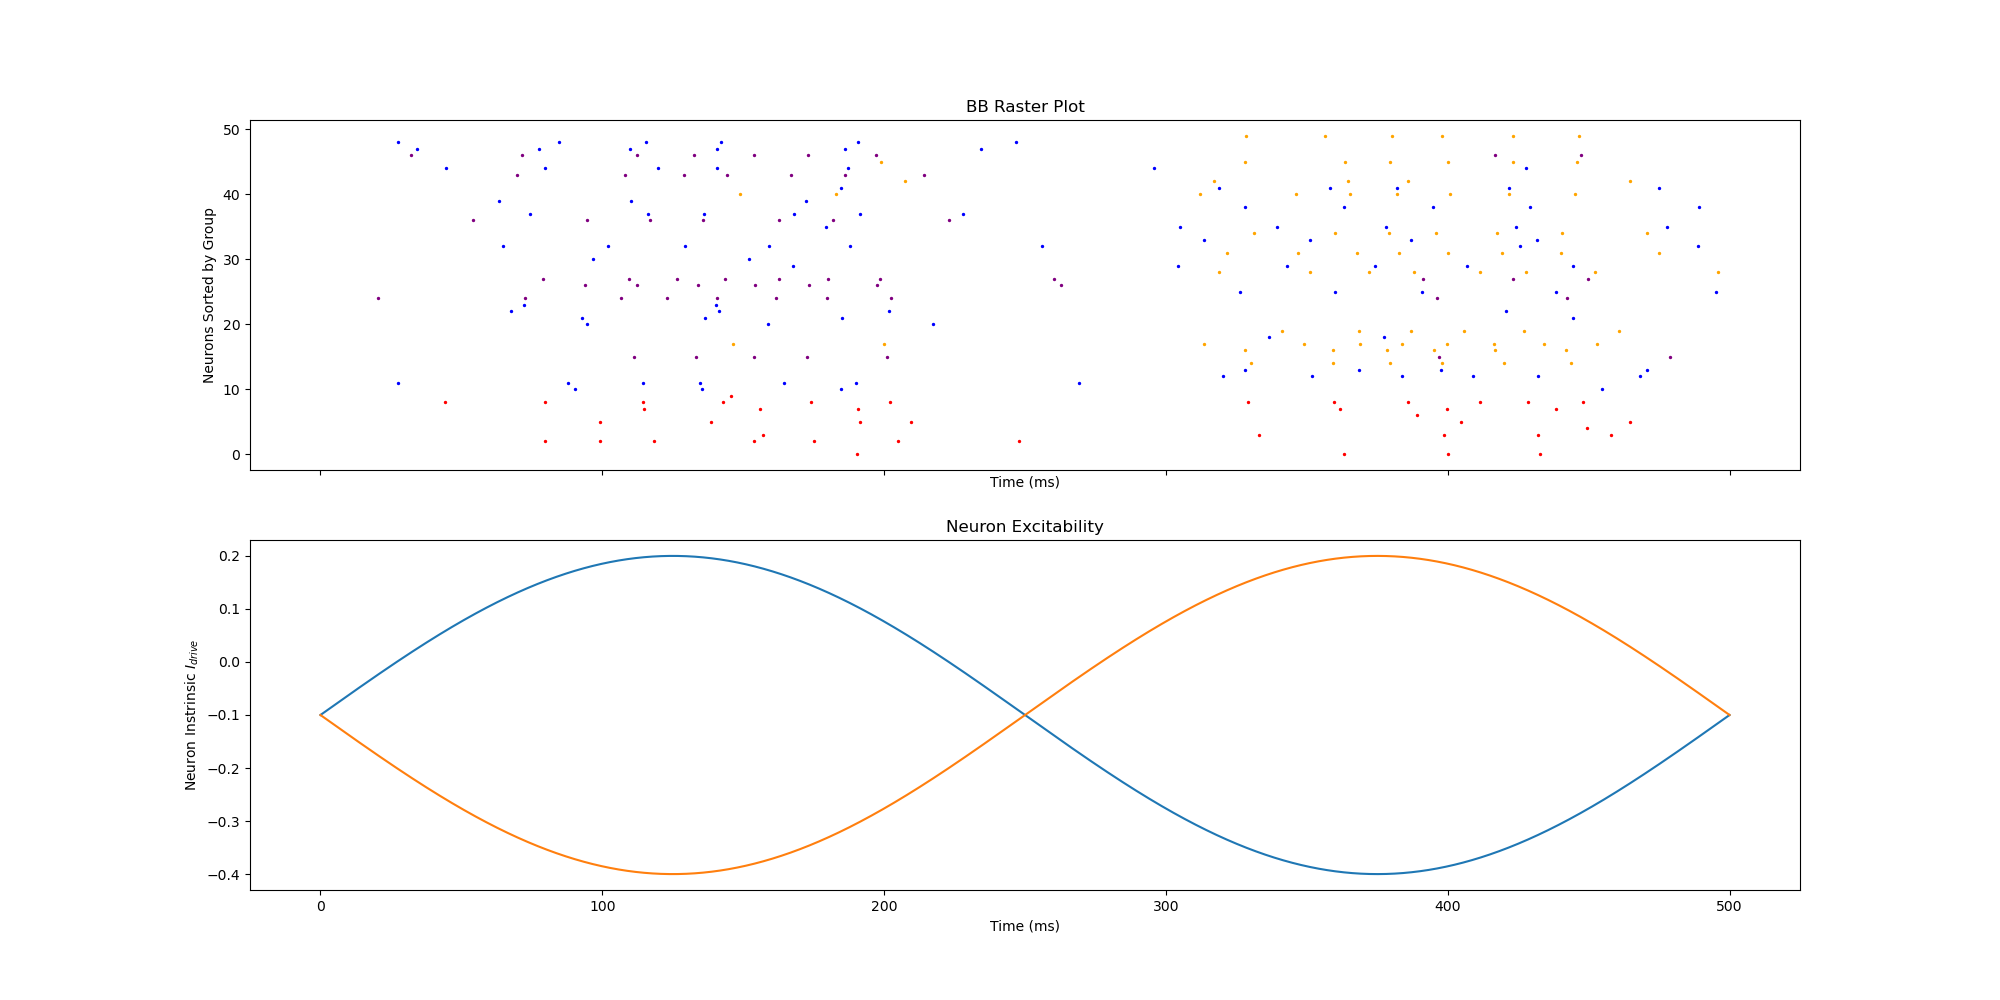 BB Raster Plot
50
40
30
20
10
0
Neurons Sorted by Group
Time (ms)
Neuron Excitability
0.2
0.1
0.0
−0.1
−0.2
−0.3
−0.4
Neuron Instrinsic I_drive
0 100 200 300 400 500
Time (ms)